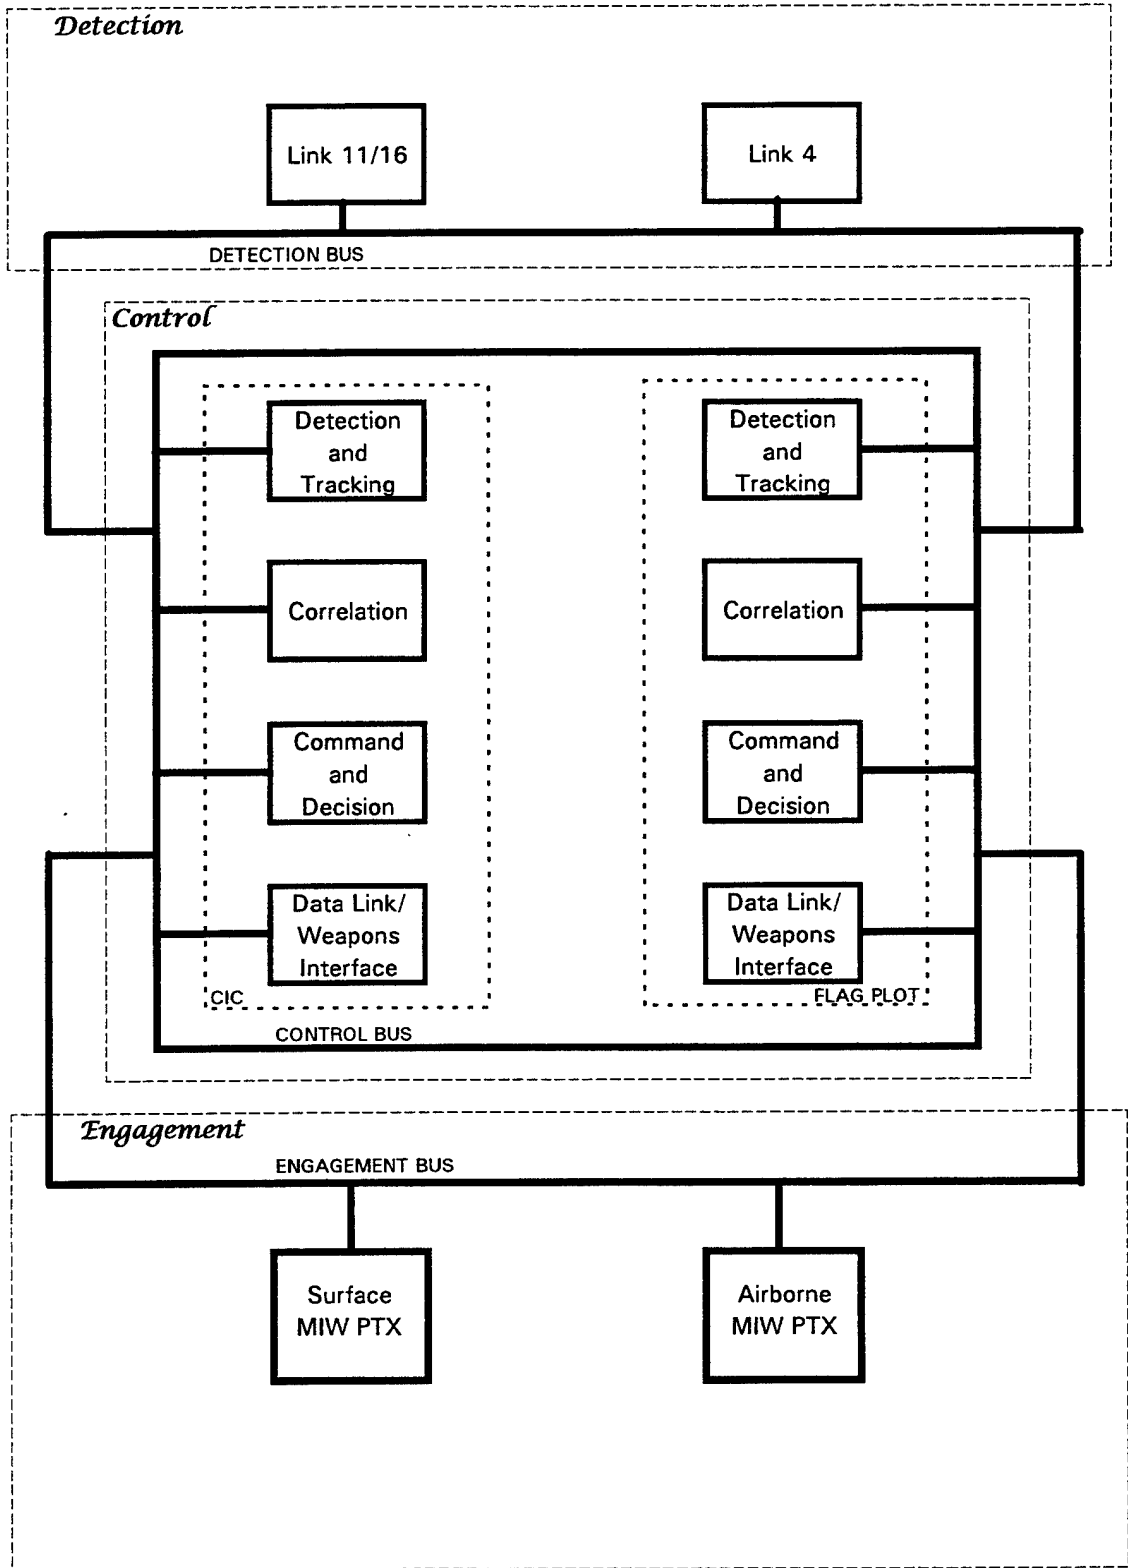 Detection
Link 11/16
Link 4
DETECTION BUS
Control
Detection
and
Tracking
Detection
and
Tracking
Correlation
Correlation
Command
and
Decision
Command
and
Decision
Data Link/
Weapons
Interface
Data Link/
Weapons
Interface
CIC
FLAG PLOT
CONTROL BUS
Engagement
ENGAGEMENT BUS
Surface
MIW PTX
Airborne
MIW PTX